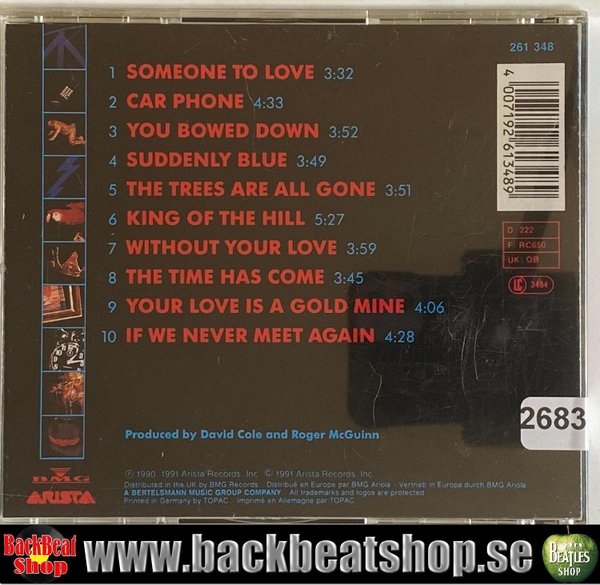 261 348
1 SOMEONE TO LOVE 3:32
2 CAR PHONE 4:33
3 YOU BOWED DOWN 3:52
4 SUDDENLY BLUE 3:49
5 THE TREES ARE ALL GONE 3:51
6 KING OF THE HILL 5:27
7 WITHOUT YOUR LOVE 3:59
8 THE TIME HAS COME 3:45
9 YOUR LOVE IS A GOLD MINE 4:06
10 IF WE NEVER MEET AGAIN 4:28
4 007192 613489
D: 222
F: RC650
UK: GB
LC 3484
2683
Produced by David Cole and Roger McGuinn
BMG
ARISTA
℗ 1990, 1991 Arista Records, Inc. © 1991 Arista Records, Inc.
Distributed in the UK by BMG Records Distribué en Europe par BMG Ariola Vertrieb in Europa durch BMG Ariola
A BERTELSMANN MUSIC GROUP COMPANY All trademarks and logos are protected
Printed in Germany by TOPAC Imprimé en Allemagne par TOPAC
BackBeat Shop
www.backbeatshop.se
BEATLES
SHOP